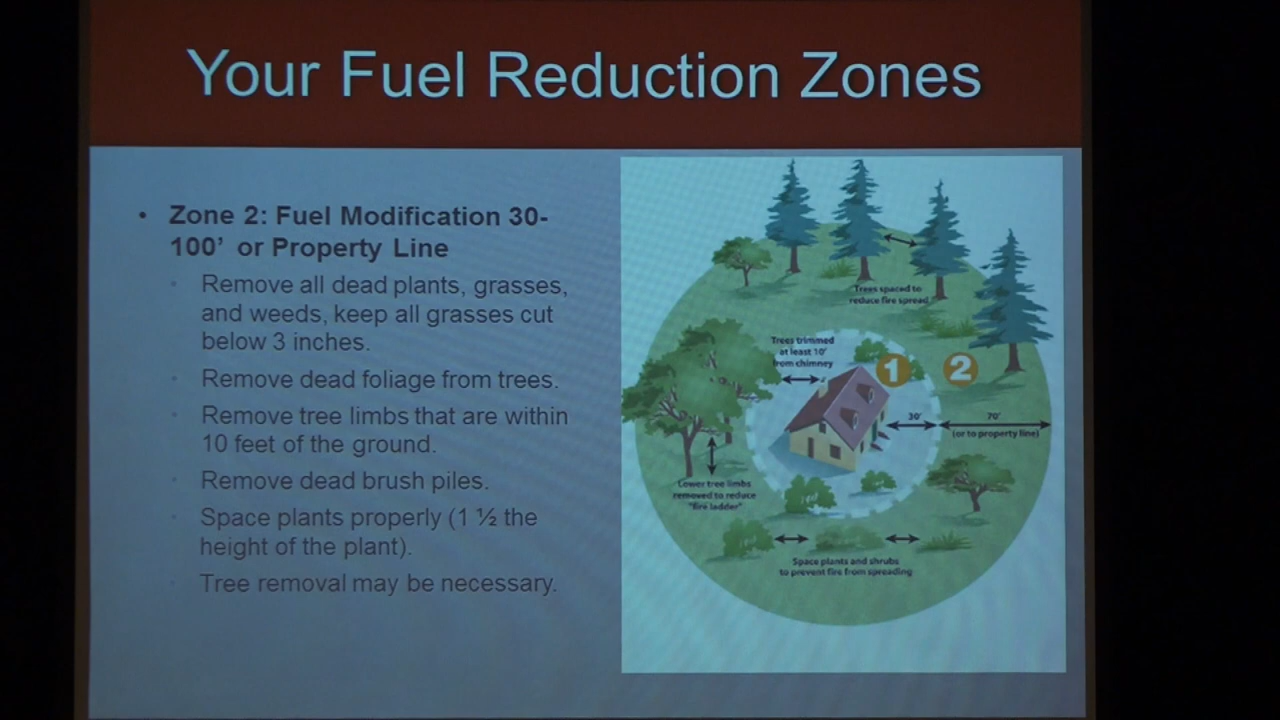 Your Fuel Reduction Zones
• Zone 2: Fuel Modification 30-
100’ or Property Line
Remove all dead plants, grasses,
and weeds, keep all grasses cut
below 3 inches.
Remove dead foliage from trees.
Remove tree limbs that are within
10 feet of the ground.
Remove dead brush piles.
Space plants properly (1 ½ the
height of the plant).
Tree removal may be necessary.
Trees spaced to
reduce fire spread
Trees trimmed
at least 10'
from chimney
1
2
30'
70'
(or to property line)
Lower tree limbs
removed to reduce
"fire ladder"
Space plants and shrubs
to prevent fire from spreading